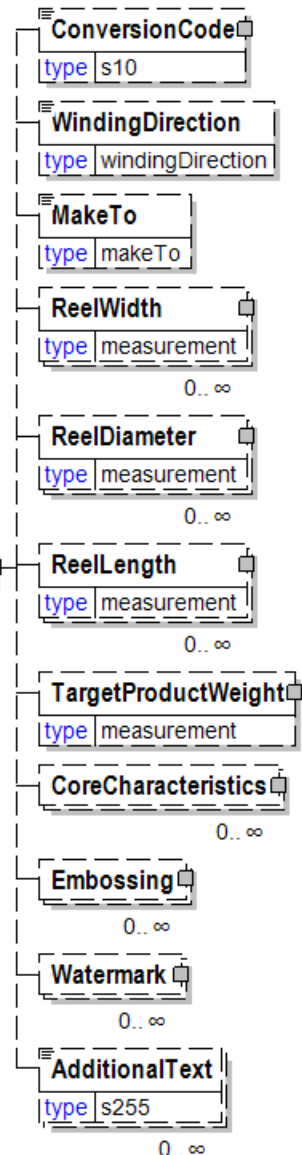 ConversionCode
type s10
WindingDirection
type windingDirection
MakeTo
type makeTo
ReelWidth
type measurement
0.. ∞
ReelDiameter
type measurement
0.. ∞
ReelLength
type measurement
0.. ∞
TargetProductWeight
type measurement
CoreCharacteristics
0.. ∞
Embossing
0.. ∞
Watermark
0.. ∞
AdditionalText
type s255
0.. ∞